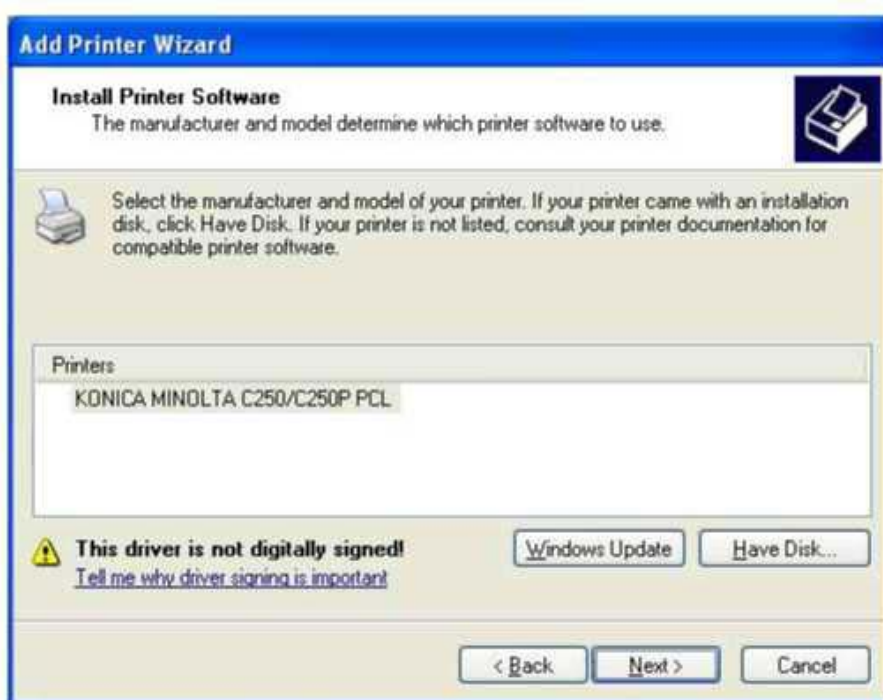 Add Printer Wizard
Install Printer Software
The manufacturer and model determine which printer software to use.
Select the manufacturer and model of your printer. If your printer came with an installation
disk, click Have Disk. If your printer is not listed, consult your printer documentation for
compatible printer software.
Printers
KONICA MINOLTA C250/C250P PCL
This driver is not digitally signed!
Tell me why driver signing is important
Windows Update
Have Disk...
< Back
Next >
Cancel